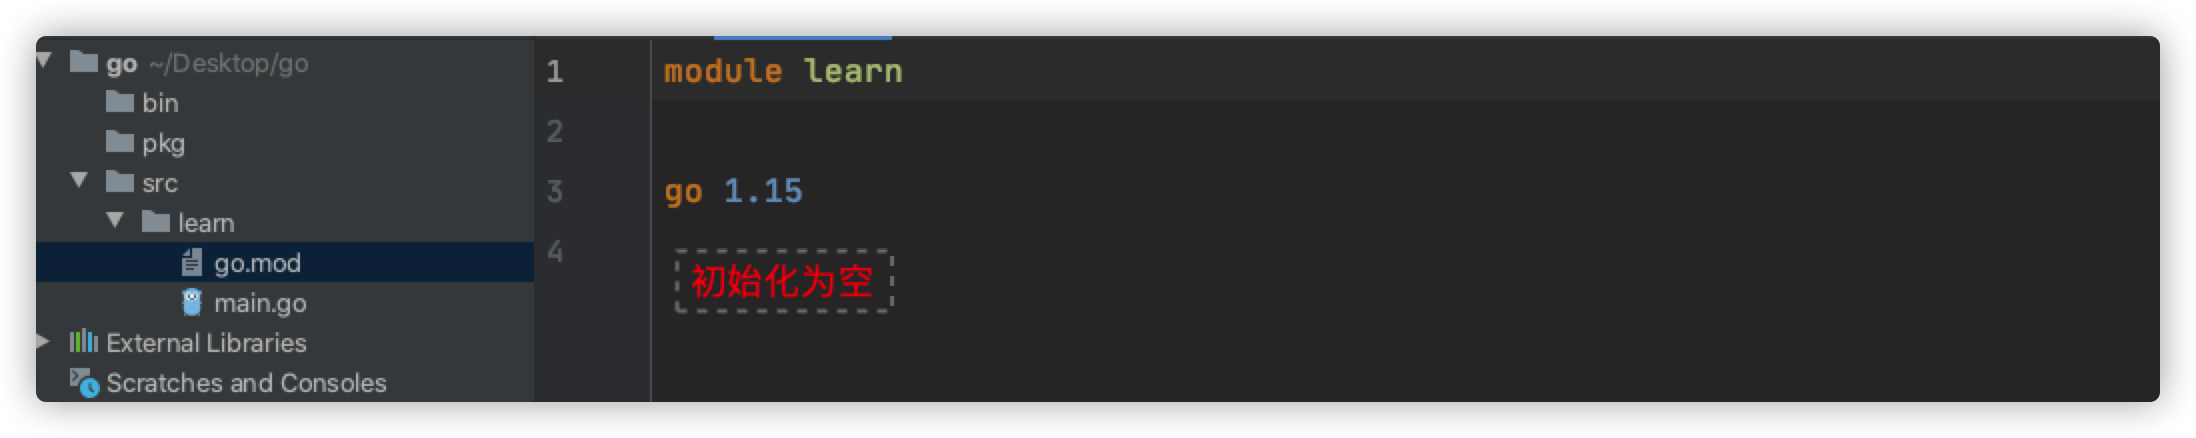 go ~/Desktop/go
bin
pkg
src
learn
go.mod
main.go
External Libraries
Scratches and Consoles
1 module learn
2
3 go 1.15
4
初始化为空